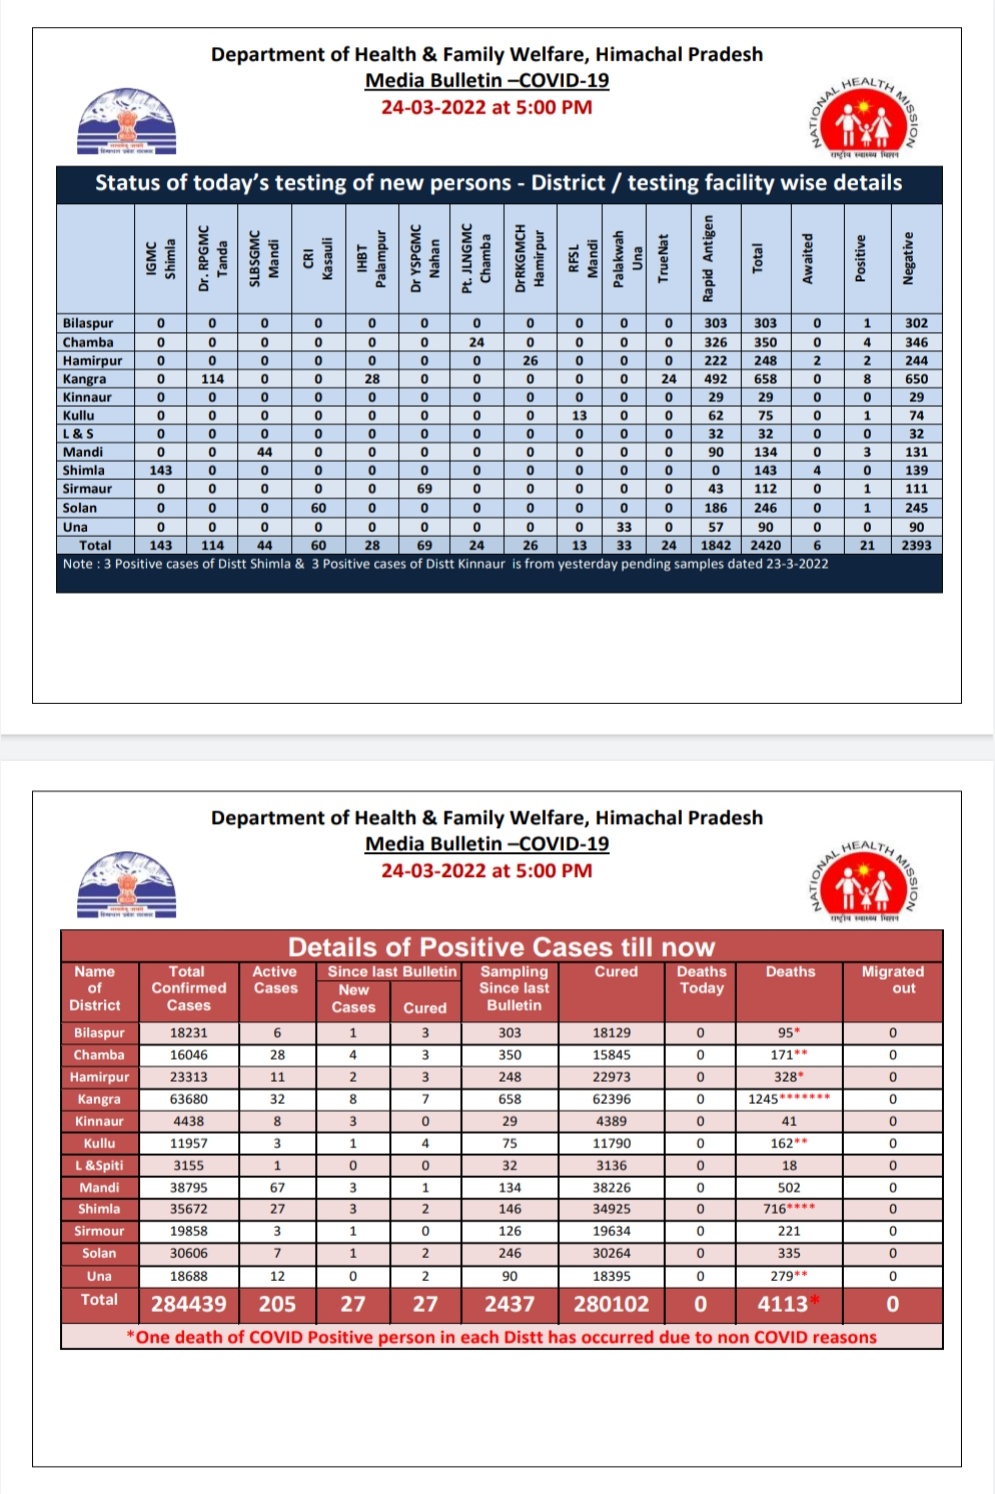 Department of Health & Family Welfare, Himachal Pradesh
Media Bulletin –COVID-19
24-03-2022 at 5:00 PM
NATIONAL HEALTH MISSION
राष्ट्रीय स्वास्थ्य मिशन
Status of today's testing of new persons - District / testing facility wise details
IGMC Shimla Dr. RPGMC Tanda SLBSGMC Mandi CRI Kasauli IHBT Palampur Dr YSPGMC Nahan Pt. JLNGMC Chamba DrRKGMCH Hamirpur RFSL Mandi Palakwah Una TrueNat Rapid Antigen Total Awaited Positive Negative
Bilaspur 0 0 0 0 0 0 0 0 0 0 0 303 303 0 1 302
Chamba 0 0 0 0 0 0 24 0 0 0 0 326 350 0 4 346
Hamirpur 0 0 0 0 0 0 0 26 0 0 0 222 248 2 2 244
Kangra 0 114 0 0 28 0 0 0 0 0 24 492 658 0 8 650
Kinnaur 0 0 0 0 0 0 0 0 0 0 0 29 29 0 0 29
Kullu 0 0 0 0 0 0 0 0 13 0 0 62 75 0 1 74
L & S 0 0 0 0 0 0 0 0 0 0 0 32 32 0 0 32
Mandi 0 0 44 0 0 0 0 0 0 0 0 90 134 0 3 131
Shimla 143 0 0 0 0 0 0 0 0 0 0 0 143 4 0 139
Sirmaur 0 0 0 0 0 69 0 0 0 0 0 43 112 0 1 111
Solan 0 0 0 60 0 0 0 0 0 0 0 186 246 0 1 245
Una 0 0 0 0 0 0 0 0 0 33 0 57 90 0 0 90
Total 143 114 44 60 28 69 24 26 13 33 24 1842 2420 6 21 2393
Note : 3 Positive cases of Distt Shimla & 3 Positive cases of Distt Kinnaur is from yesterday pending samples dated 23-3-2022
Department of Health & Family Welfare, Himachal Pradesh
Media Bulletin –COVID-19
24-03-2022 at 5:00 PM
NATIONAL HEALTH MISSION
राष्ट्रीय स्वास्थ्य मिशन
Details of Positive Cases till now
Name of District Total Confirmed Cases Active Cases Since last Bulletin New Cases Cured Sampling Since last Bulletin Cured Deaths Today Deaths Migrated out
Bilaspur 18231 6 1 3 303 18129 0 95* 0
Chamba 16046 28 4 3 350 15845 0 171** 0
Hamirpur 23313 11 2 3 248 22973 0 328* 0
Kangra 63680 32 8 7 658 62396 0 1245******* 0
Kinnaur 4438 8 3 0 29 4389 0 41 0
Kullu 11957 3 1 4 75 11790 0 162** 0
L &Spiti 3155 1 0 0 32 3136 0 18 0
Mandi 38795 67 3 1 134 38226 0 502 0
Shimla 35672 27 3 2 146 34925 0 716**** 0
Sirmour 19858 3 1 0 126 19634 0 221 0
Solan 30606 7 1 2 246 30264 0 335 0
Una 18688 12 0 2 90 18395 0 279** 0
Total 284439 205 27 27 2437 280102 0 4113* 0
*One death of COVID Positive person in each Distt has occurred due to non COVID reasons